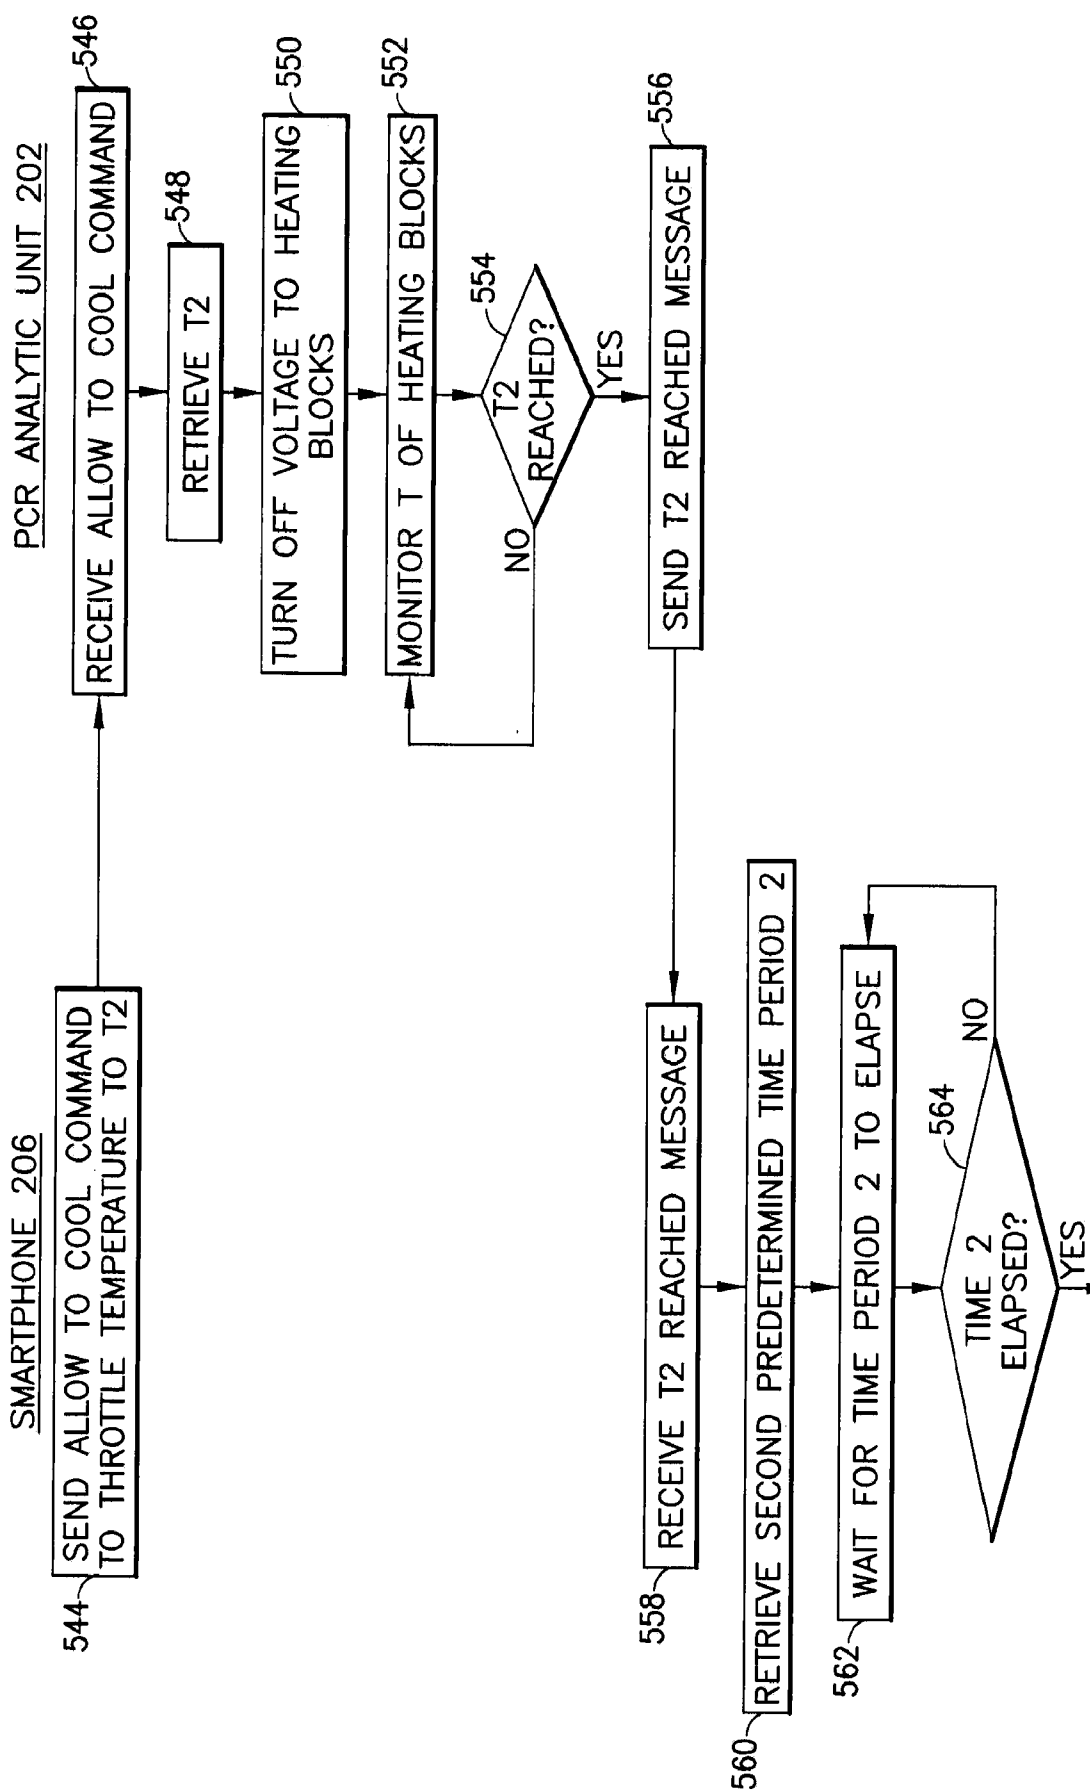 SMARTPHONE 206
PCR ANALYTIC UNIT 202
544
SEND ALLOW TO COOL COMMAND
TO THROTTLE TEMPERATURE TO T2
RECEIVE ALLOW TO COOL COMMAND
546
RETRIEVE T2
548
TURN OFF VOLTAGE TO HEATING
BLOCKS
550
MONITOR T OF HEATING BLOCKS
552
T2
REACHED?
554
NO
YES
SEND T2 REACHED MESSAGE
556
558
RECEIVE T2 REACHED MESSAGE
560
RETRIEVE SECOND PREDETERMINED TIME PERIOD 2
562
WAIT FOR TIME PERIOD 2 TO ELAPSE
TIME 2
ELAPSED?
564
NO
YES